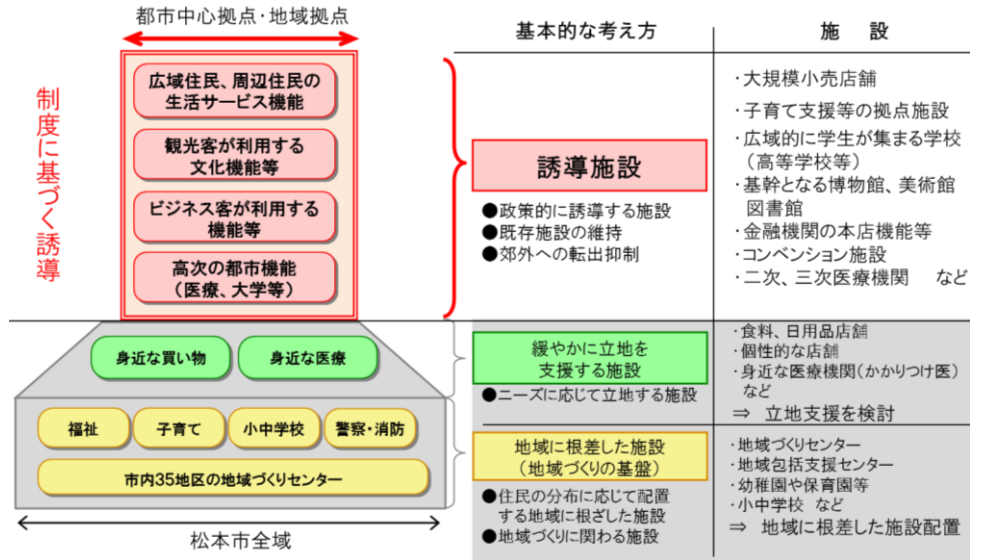 都市中心拠点・地域拠点
制度に基づく誘導
広域住民、周辺住民の
生活サービス機能
観光客が利用する
文化機能等
ビジネス客が利用する
機能等
高次の都市機能
（医療、大学等）
身近な買い物
身近な医療
福祉
子育て
小中学校
警察・消防
市内35地区の地域づくりセンター
松本市全域
基本的な考え方
誘導施設
●政策的に誘導する施設
●既存施設の維持
●郊外への転出抑制
緩やかに立地を
支援する施設
●ニーズに応じて立地する施設
地域に根差した施設
（地域づくりの基盤）
●住民の分布に応じて配置
する地域に根ざした施設
●地域づくりに関わる施設
施　設
・大規模小売店舗
・子育て支援等の拠点施設
・広域的に学生が集まる学校
（高等学校等）
・基幹となる博物館、美術館
図書館
・金融機関の本店機能等
・コンベンション施設
・二次、三次医療機関　など
・食料、日用品店舗
・個性的な店舗
・身近な医療機関（かかりつけ医）
など
⇒ 立地支援を検討
・地域づくりセンター
・地域包括支援センター
・幼稚園や保育園等
・小中学校 など
⇒ 地域に根差した施設配置